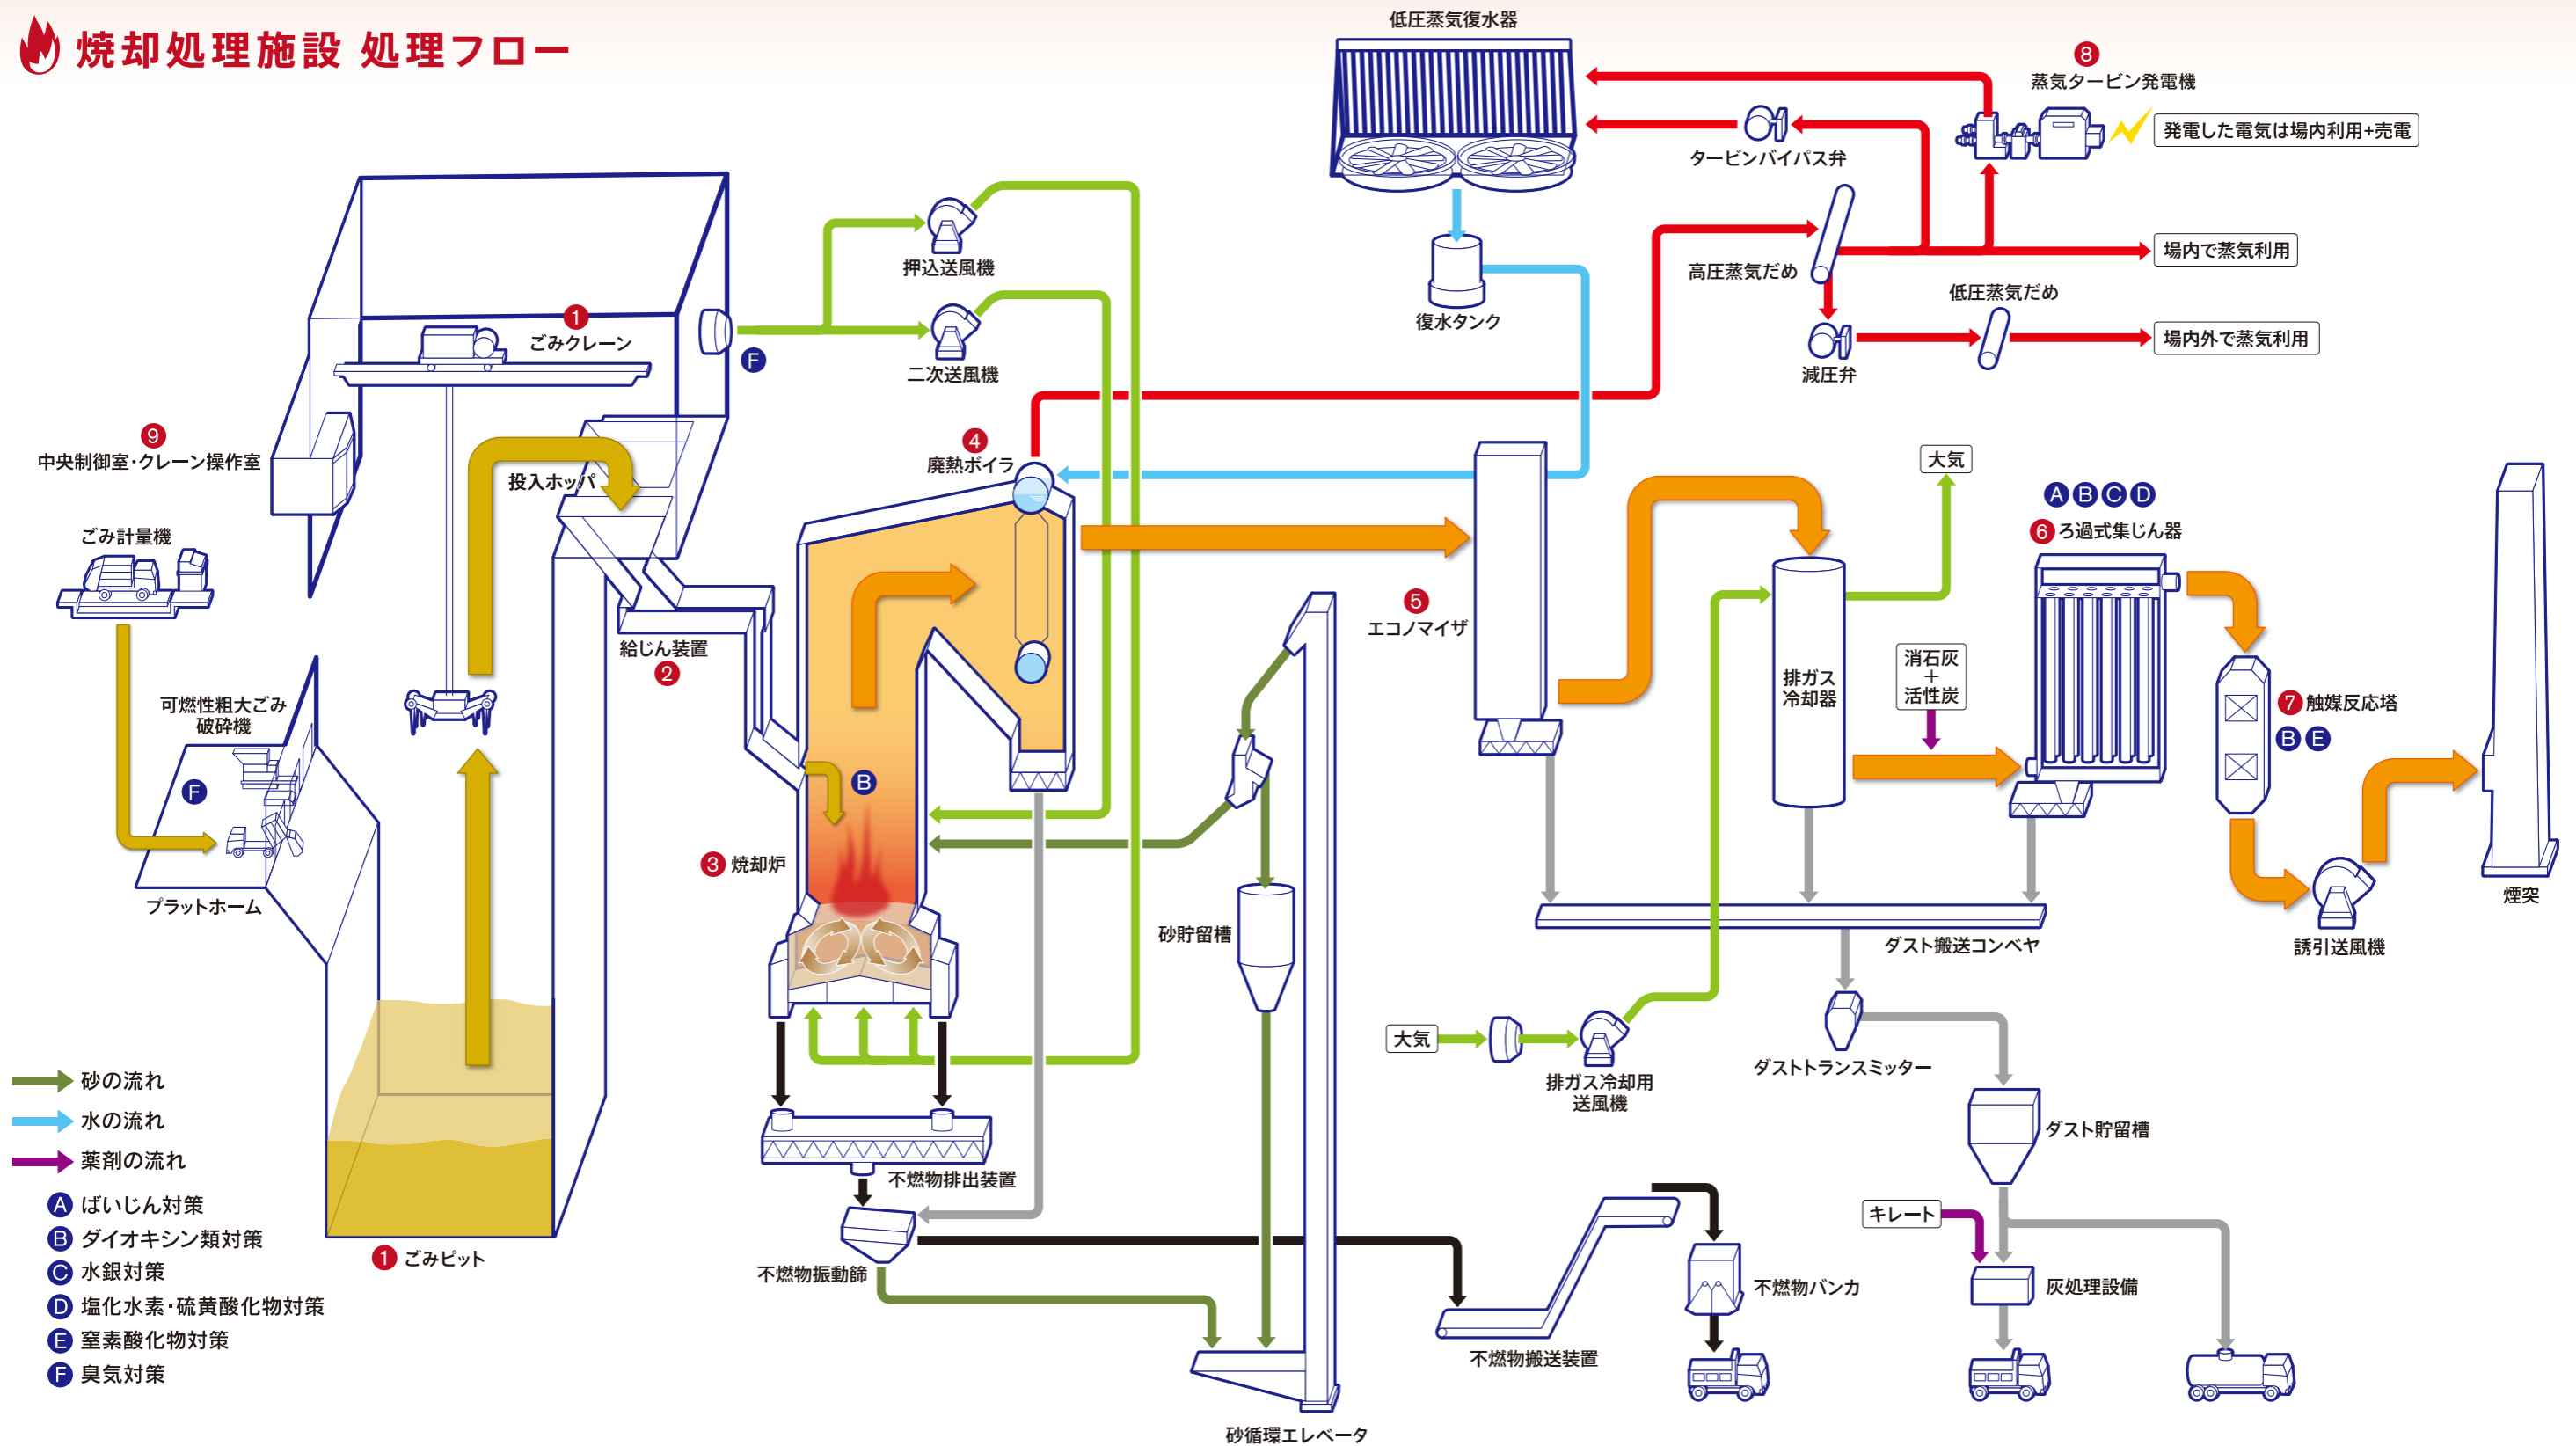 焼却処理施設 処理フロー
低圧蒸気復水器
8
蒸気タービン発電機
発電した電気は場内利用+売電
タービンバイパス弁
押込送風機
高圧蒸気だめ
場内で蒸気利用
低圧蒸気だめ
復水タンク
1
ごみクレーン
F
二次送風機
減圧弁
場内外で蒸気利用
9
中央制御室・クレーン操作室
4
廃熱ボイラ
投入ホッパ
大気
A B C D
6 ろ過式集じん器
ごみ計量機
5
エコノマイザ
給じん装置
2
排ガス
冷却器
消石灰
+
活性炭
可燃性粗大ごみ
破砕機
7 触媒反応塔
B E
F
B
3 焼却炉
プラットホーム
砂貯留槽
煙突
ダスト搬送コンベヤ
誘引送風機
大気
排ガス冷却用
送風機
ダストトランスミッター
ダスト貯留槽
砂の流れ
水の流れ
薬剤の流れ
A ばいじん対策
B ダイオキシン類対策
C 水銀対策
D 塩化水素・硫黄酸化物対策
E 窒素酸化物対策
F 臭気対策
1 ごみピット
不燃物排出装置
不燃物振動篩
キレート
不燃物バンカ
灰処理設備
不燃物搬送装置
砂循環エレベータ